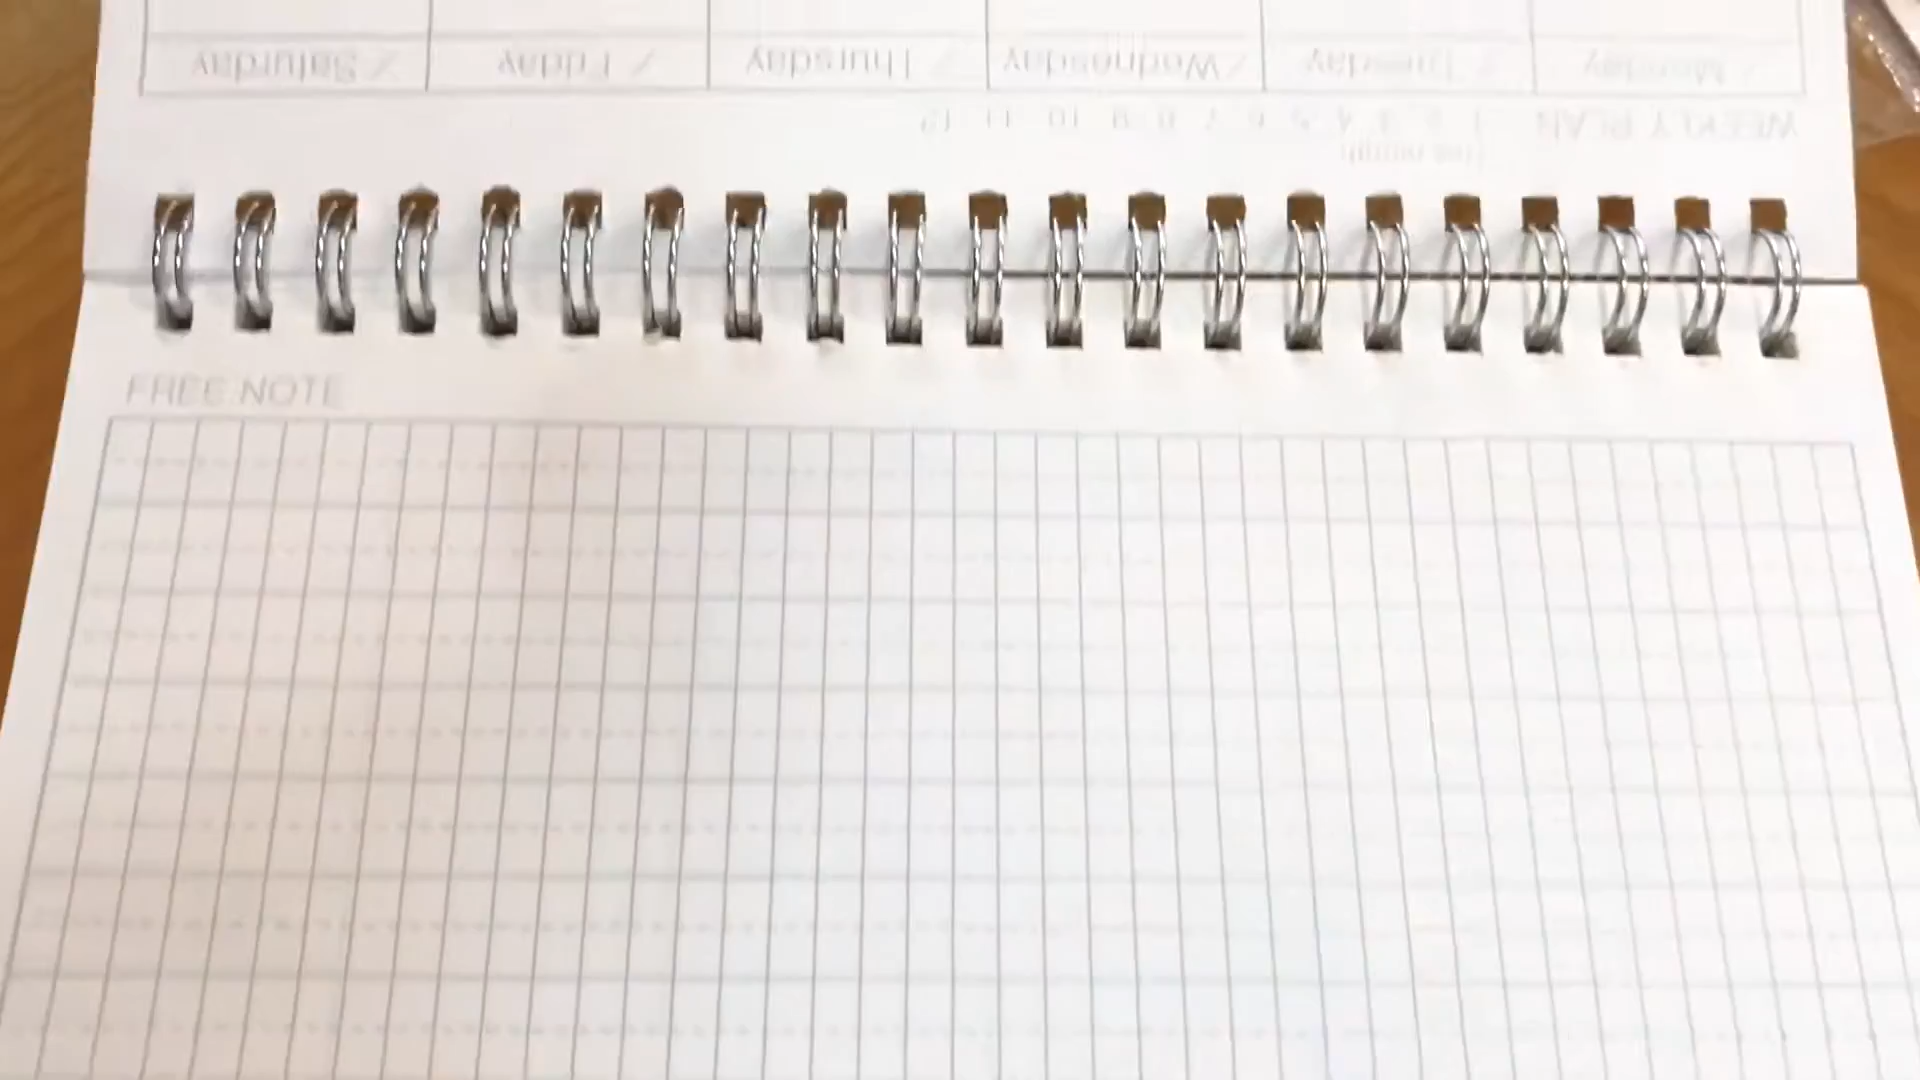 FREE NOTE
WEEKLY PLAN 1 2 3 4 5 6 7 8 9 10 11 12
/ Monday / Tuesday / Wednesday / Thursday / Friday / Saturday